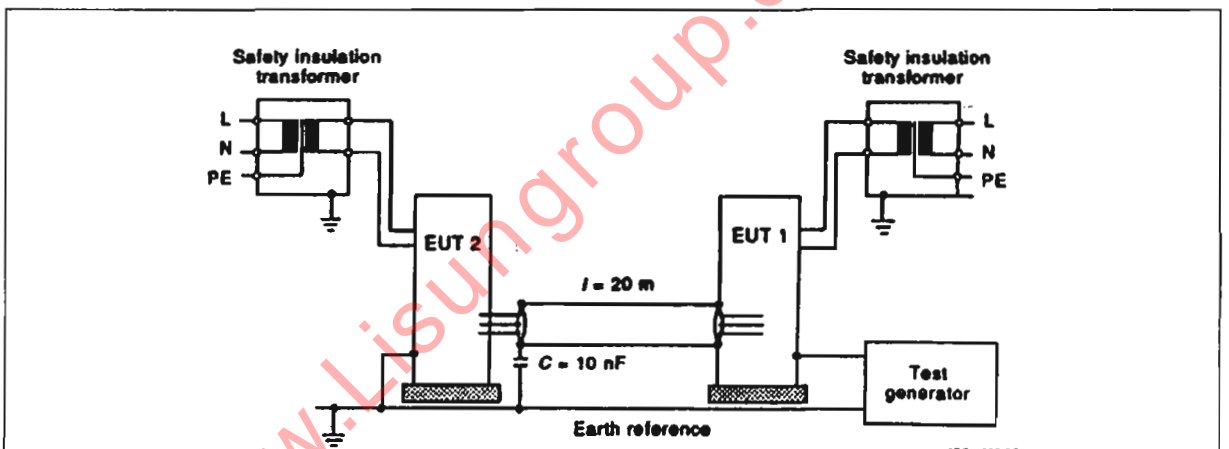 Safety insulation
transformer
Safety insulation
transformer
L
N
PE
L
N
PE
EUT 2
EUT 1
l = 20 m
C = 10 nF
Test
generator
Earth reference
www.Lisungroup.c